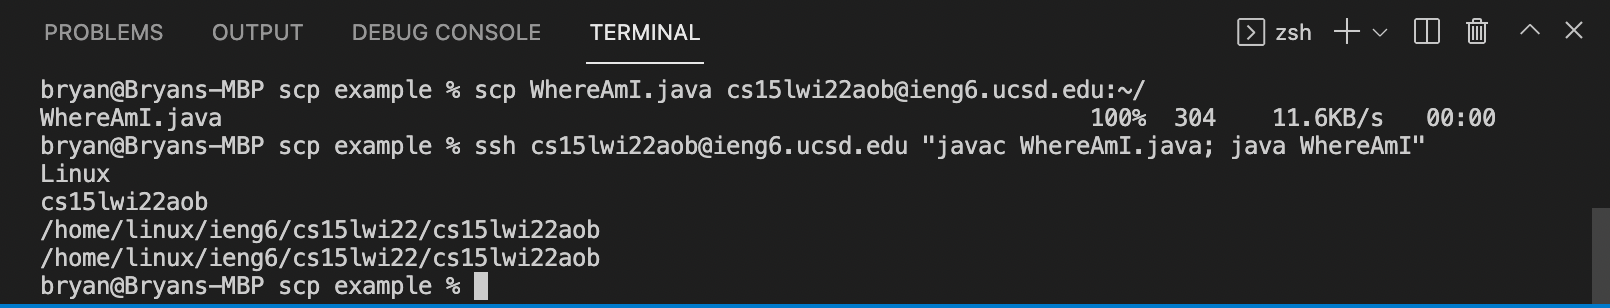 PROBLEMS OUTPUT DEBUG CONSOLE TERMINAL zsh
bryan@Bryans-MBP scp example % scp WhereAmI.java cs15lwi22aob@ieng6.ucsd.edu:~/
WhereAmI.java 100% 304 11.6KB/s 00:00
bryan@Bryans-MBP scp example % ssh cs15lwi22aob@ieng6.ucsd.edu "javac WhereAmI.java; java WhereAmI"
Linux
cs15lwi22aob
/home/linux/ieng6/cs15lwi22/cs15lwi22aob
/home/linux/ieng6/cs15lwi22/cs15lwi22aob
bryan@Bryans-MBP scp example %